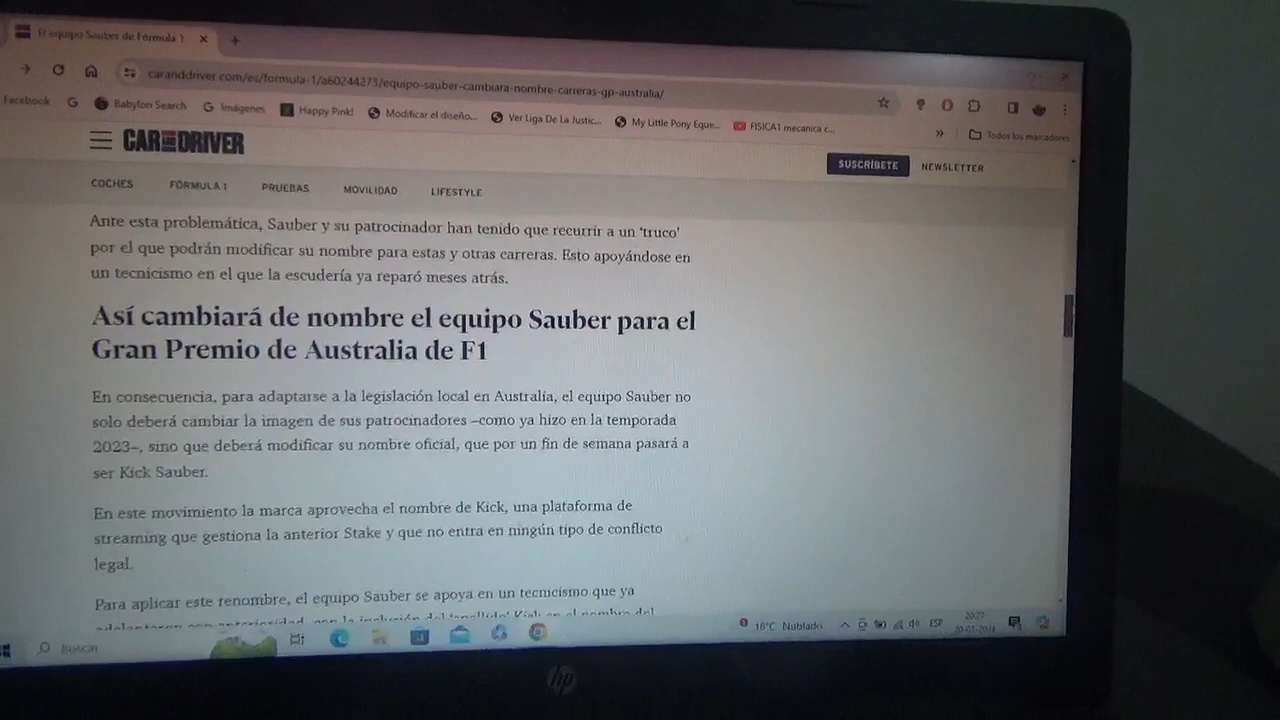 El equipo Sauber de Fórmula 1
caranddriver.com/es/formula-1/a60244273/equipo-sauber-cambiara-nombre-carreras-gp-australia/
Facebook
Babylon Search
Imágenes
Happy Pink!
Modificar el diseño...
Ver Liga De La Justic...
My Little Pony Eque...
FISICA1 mecanica c...
Todos los marcadores
CAR AND DRIVER
SUSCRÍBETE NEWSLETTER
COCHES FÓRMULA 1 PRUEBAS MOVILIDAD LIFESTYLE
Ante esta problemática, Sauber y su patrocinador han tenido que recurrir a un 'truco'
por el que podrán modificar su nombre para estas y otras carreras. Esto apoyándose en
un tecnicismo en el que la escudería ya reparó meses atrás.
Así cambiará de nombre el equipo Sauber para el
Gran Premio de Australia de F1
En consecuencia, para adaptarse a la legislación local en Australia, el equipo Sauber no
solo deberá cambiar la imagen de sus patrocinadores –como ya hizo en la temporada
2023–, sino que deberá modificar su nombre oficial, que por un fin de semana pasará a
ser Kick Sauber.
En este movimiento la marca aprovecha el nombre de Kick, una plataforma de
streaming que gestiona la anterior Stake y que no entra en ningún tipo de conflicto
legal.
Para aplicar este renombre, el equipo Sauber se apoya en un tecnicismo que ya
Buscar
16°C Nublado
ESP
hp